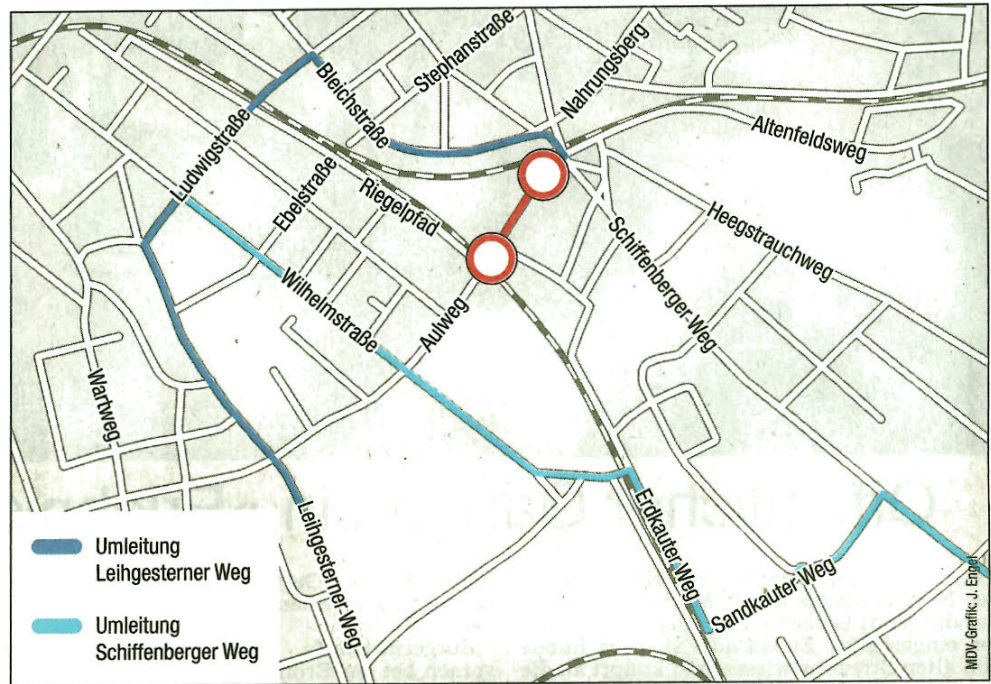 Stephanstraße
Nahrungsberg
Bleichstraße
Altenfeldsweg
Ludwigstraße
Ebelstraße
Riegelpfad
Heegstrauchweg
Schiffenberger-Weg
Wilhelmstraße
Aulweg
Wartweg
Leihgesterner-Weg
Erdkauter-Weg
Sandkauter-Weg
Umleitung
Leihgesterner Weg
Umleitung
Schiffenberger Weg
MDV-Grafik: J. Engel